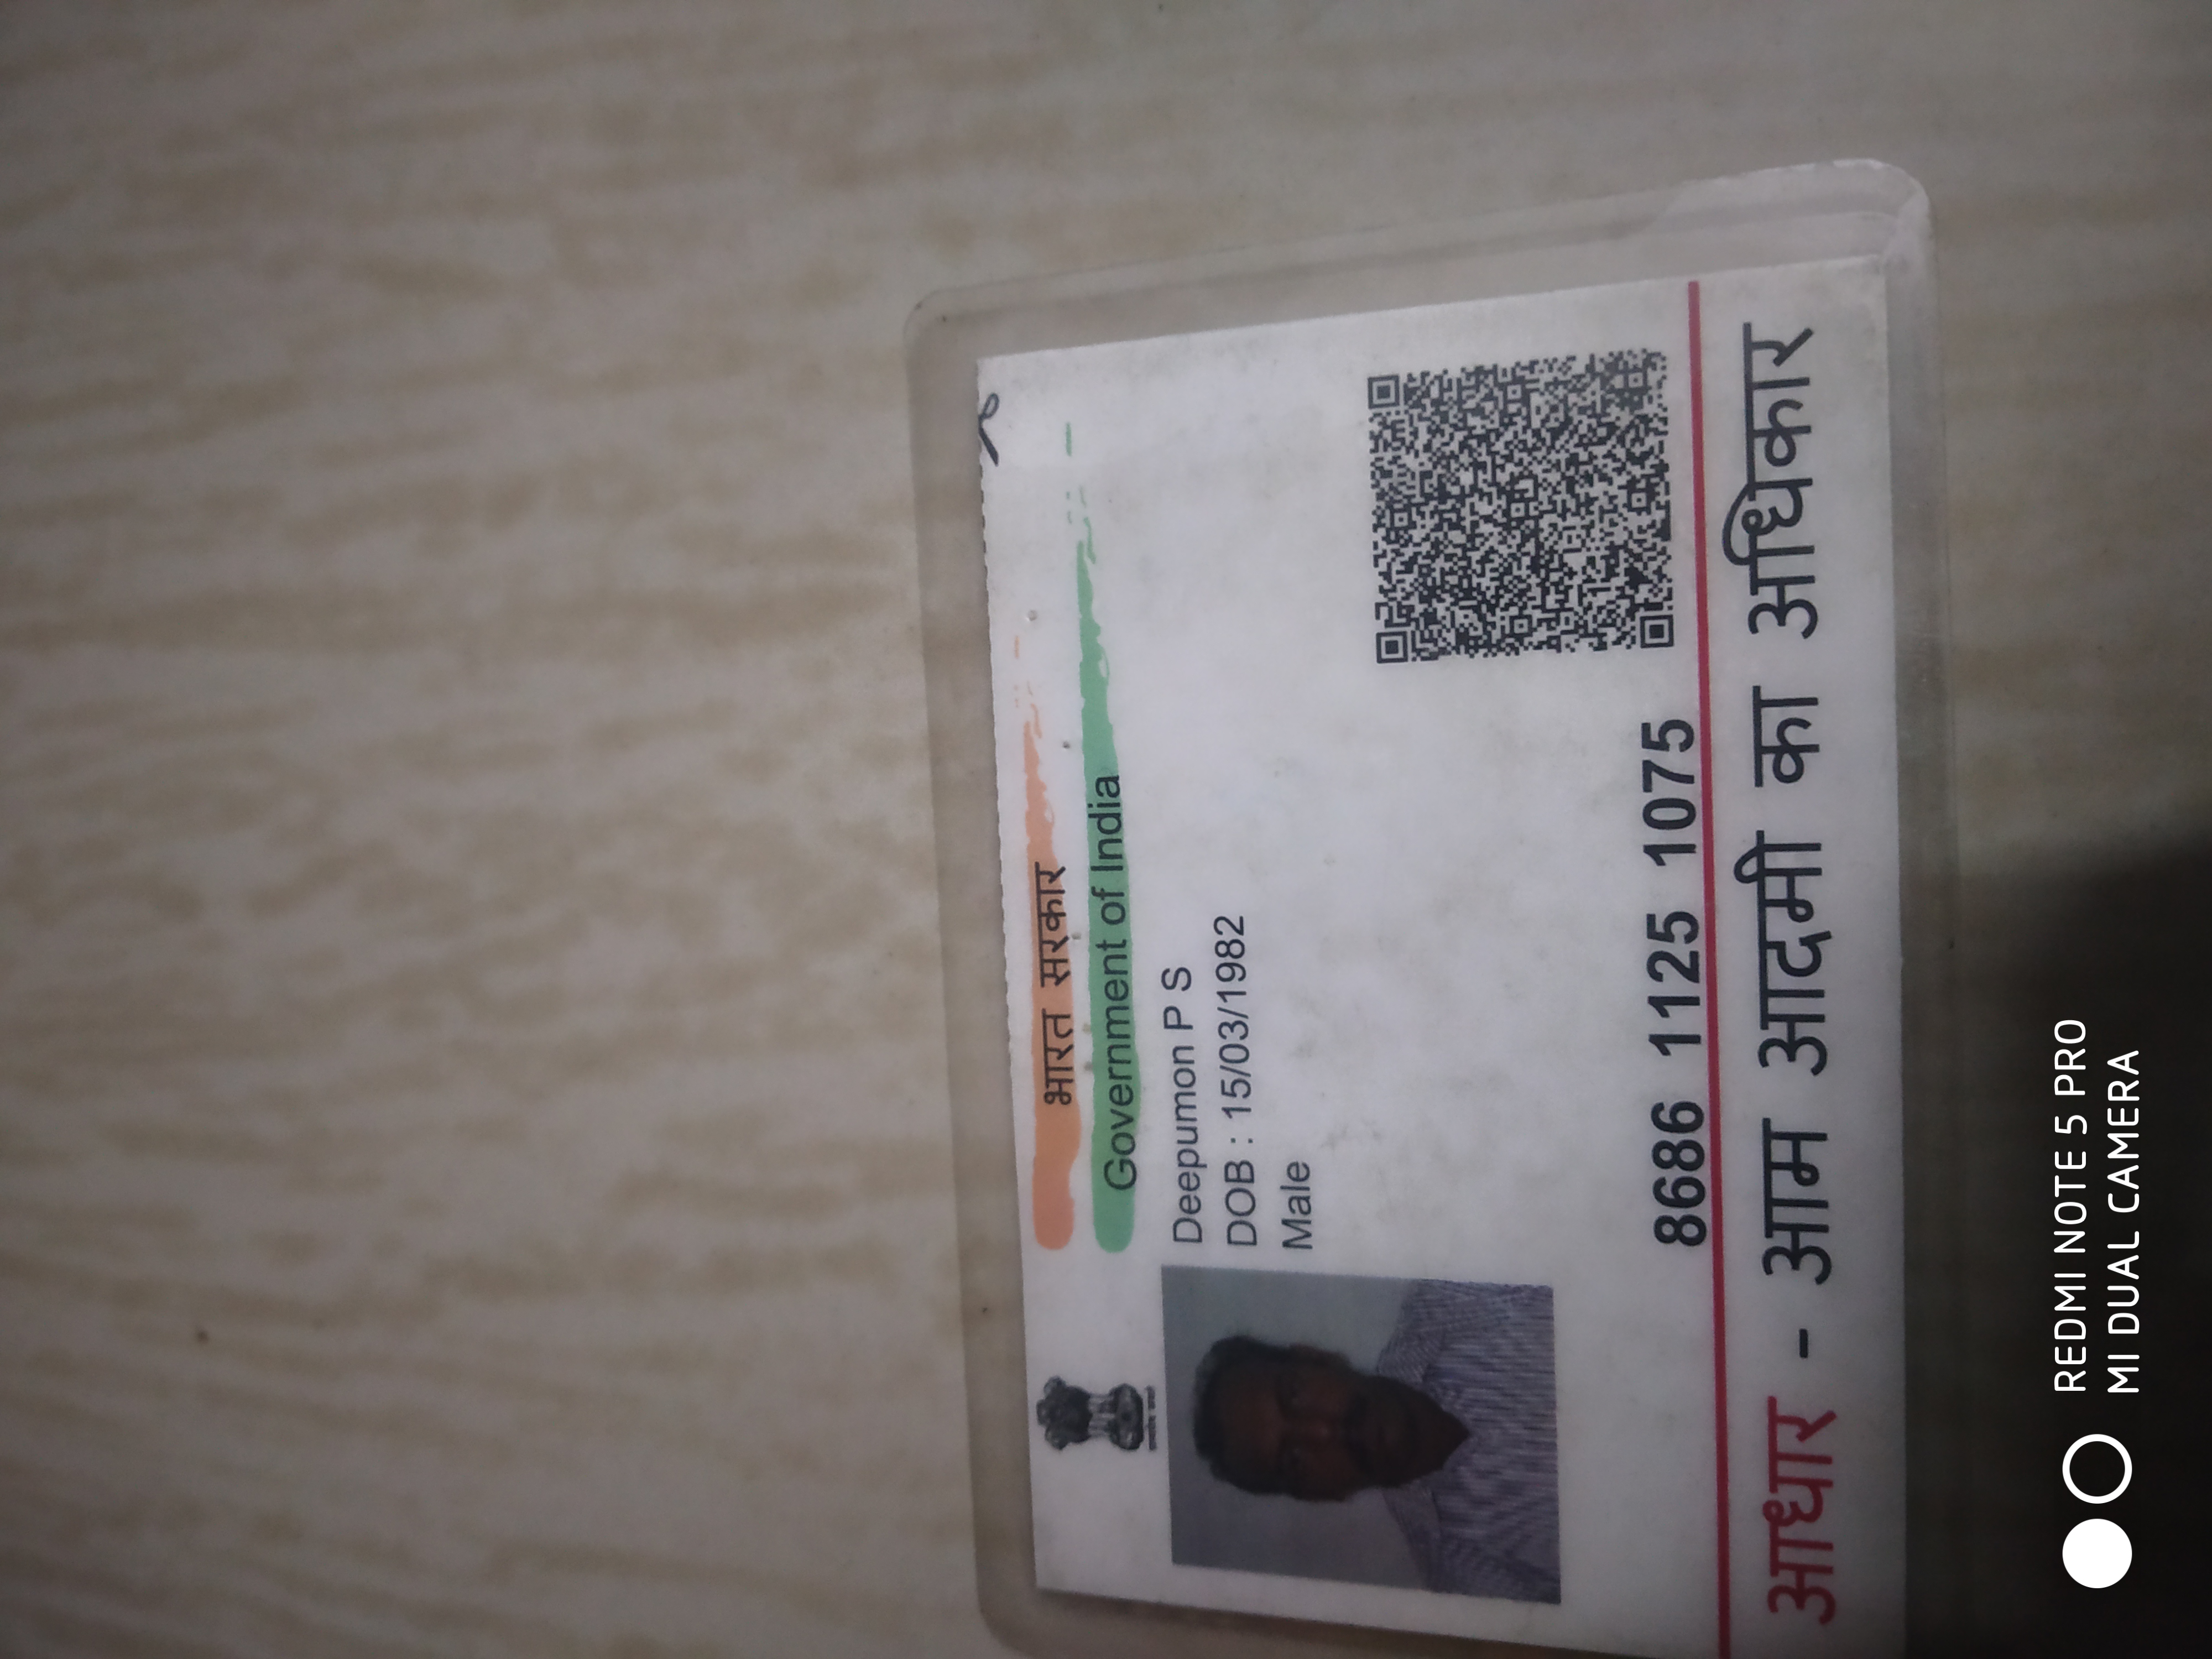 भारत सरकार
Government of India
Deepumon P S
DOB : 15/03/1982
Male
8686 1125 1075
आधार - आम आदमी का अधिकार
REDMI NOTE 5 PRO
MI DUAL CAMERA